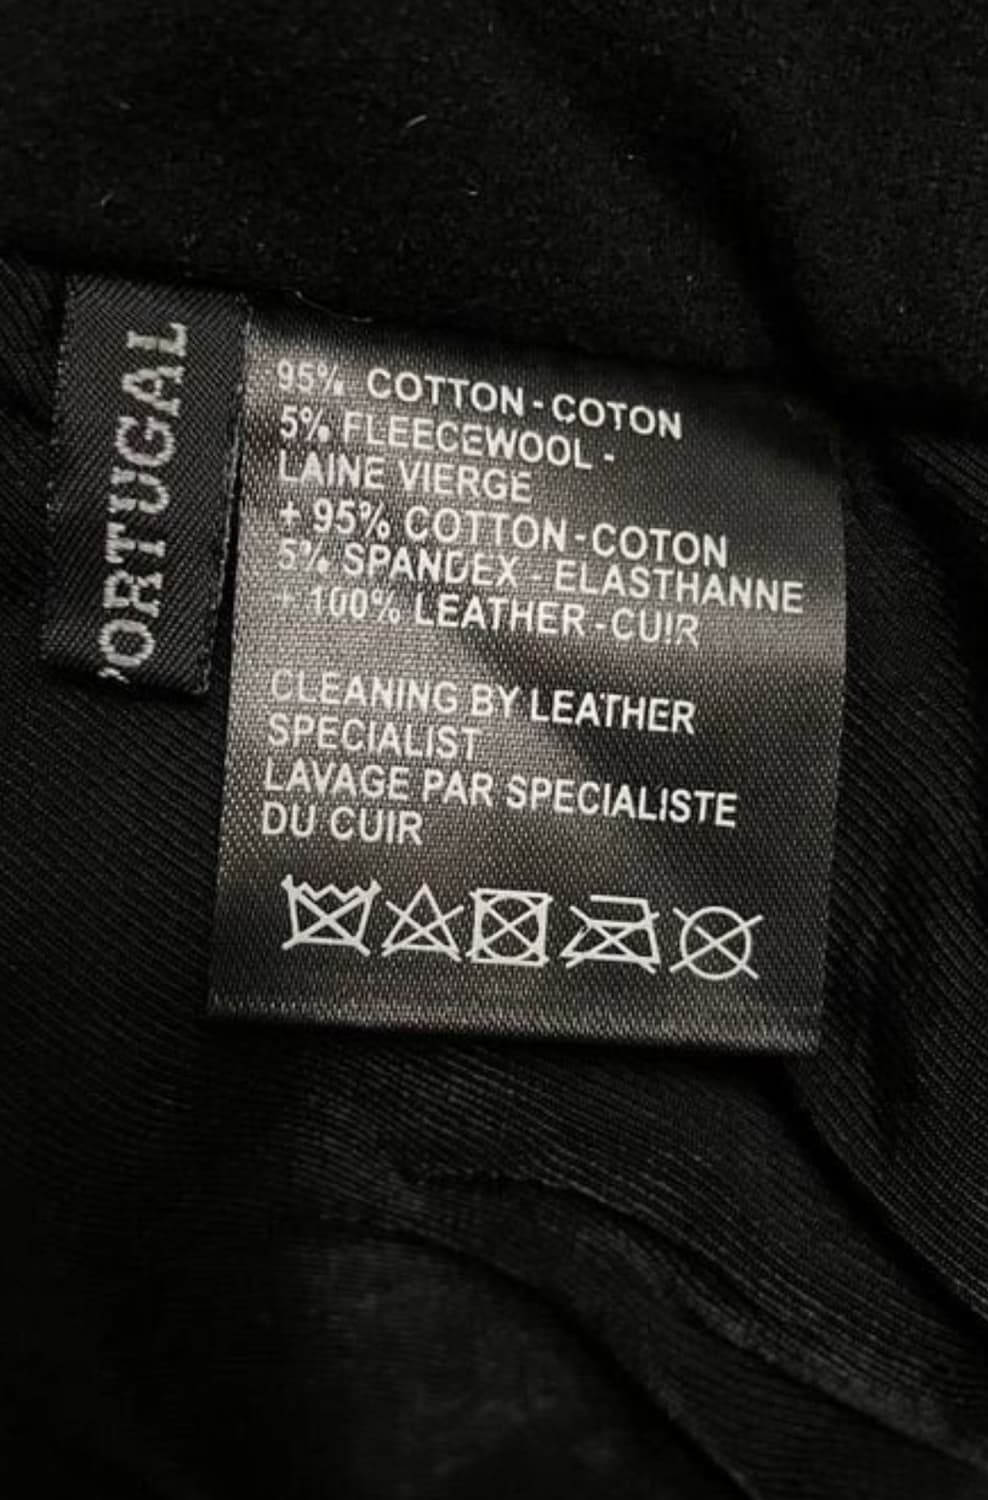 PORTUGAL
95% COTTON - COTON
5% FLEECEWOOL -
LAINE VIERGE
+ 95% COTTON - COTON
5% SPANDEX - ELASTHANNE
+ 100% LEATHER - CUIR
CLEANING BY LEATHER
SPECIALIST
LAVAGE PAR SPECIALISTE
DU CUIR